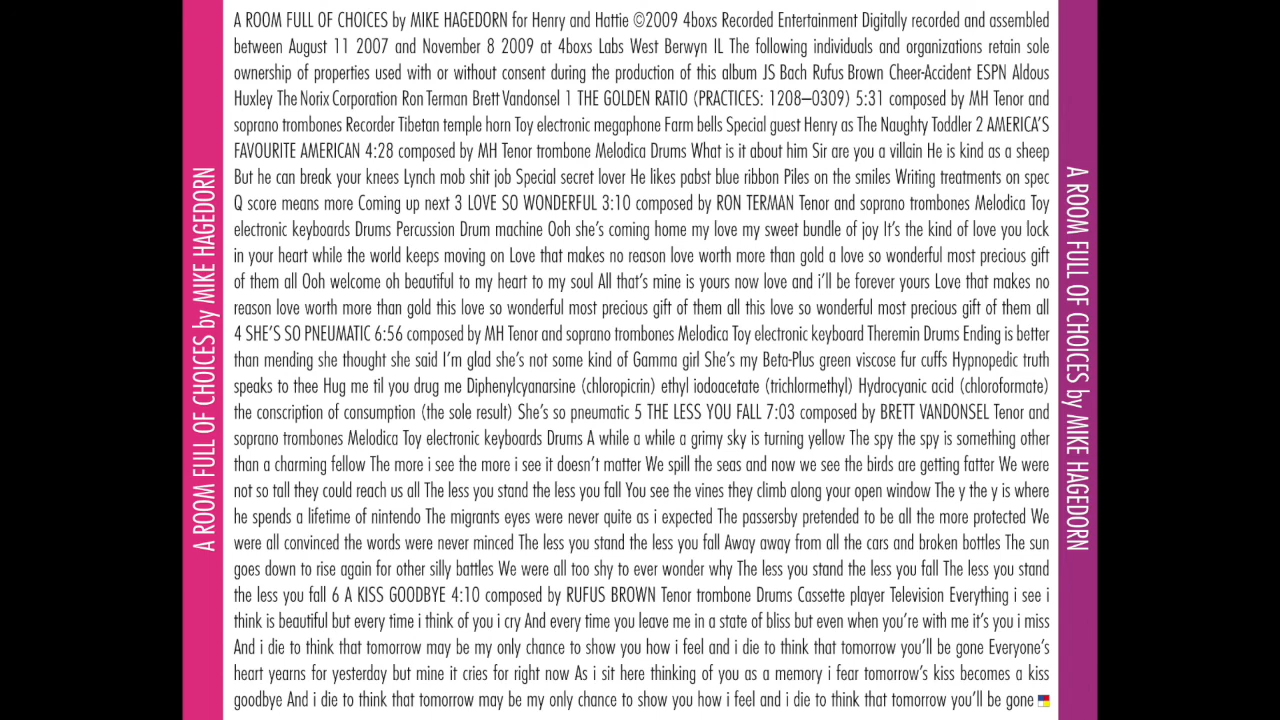 A ROOM FULL OF CHOICES by MIKE HAGEDORN
A ROOM FULL OF CHOICES by MIKE HAGEDORN for Henry and Hattie ©2009 4boxs Recorded Entertainment Digitally recorded and assembled
between August 11 2007 and November 8 2009 at 4boxs Labs West Berwyn IL The following individuals and organizations retain sole
ownership of properties used with or without consent during the production of this album JS Bach Rufus Brown Cheer-Accident ESPN Aldous
Huxley The Norix Corporation Ron Terman Brett Vandonsel 1 THE GOLDEN RATIO (PRACTICES: 1208–0309) 5:31 composed by MH Tenor and
soprano trombones Recorder Tibetan temple horn Toy electronic megaphone Farm bells Special guest Henry as The Naughty Toddler 2 AMERICA'S
FAVOURITE AMERICAN 4:28 composed by MH Tenor trombone Melodica Drums What is it about him Sir are you a villain He is kind as a sheep
But he can break your knees Lynch mob shit job Special secret lover He likes pabst blue ribbon Piles on the smiles Writing treatments on spec
Q score means more Coming up next 3 LOVE SO WONDERFUL 3:10 composed by RON TERMAN Tenor and soprano trombones Melodica Toy
electronic keyboards Drums Percussion Drum machine Ooh she's coming home my love my sweet bundle of joy It's the kind of love you lock
in your heart while the world keeps moving on Love that makes no reason love worth more than gold a love so wonderful most precious gift
of them all Ooh welcome oh beautiful to my heart to my soul All that's mine is yours now love and i'll be forever yours Love that makes no
reason love worth more than gold this love so wonderful most precious gift of them all this love so wonderful most precious gift of them all
4 SHE'S SO PNEUMATIC 6:56 composed by MH Tenor and soprano trombones Melodica Toy electronic keyboard Theremin Drums Ending is better
than mending she thought she said I'm glad she's not some kind of Gamma girl She's my Beta-Plus green viscose fur cuffs Hypnopedic truth
speaks to thee Hug me til you drug me Diphenylcyanarsine (chloropicrin) ethyl iodoacetate (trichlormethyl) Hydrocyanic acid (chloroformate)
the conscription of consumption (the sole result) She's so pneumatic 5 THE LESS YOU FALL 7:03 composed by BRETT VANDONSEL Tenor and
soprano trombones Melodica Toy electronic keyboards Drums A while a while a grimy sky is turning yellow The spy the spy is something other
than a charming fellow The more i see the more i see it doesn't matter We spill the seas and now we see the birds are getting fatter We were
not so tall they could reach us all The less you stand the less you fall You see the vines they climb along your open window The y the y is where
he spends a lifetime of nintendo The migrants eyes were never quite as i expected The passersby pretended to be all the more protected We
were all convinced the words were never minced The less you stand the less you fall Away away from all the cars and broken bottles The sun
goes down to rise again for other silly battles We were all too shy to ever wonder why The less you stand the less you fall The less you stand
the less you fall 6 A KISS GOODBYE 4:10 composed by RUFUS BROWN Tenor trombone Drums Cassette player Television Everything i see i
think is beautiful but every time i think of you i cry And every time you leave me in a state of bliss but even when you're with me it's you i miss
And i die to think that tomorrow may be my only chance to show you how i feel and i die to think that tomorrow you'll be gone Everyone's
heart yearns for yesterday but mine it cries for right now As i sit here thinking of you as a memory i fear tomorrow's kiss becomes a kiss
goodbye And i die to think that tomorrow may be my only chance to show you how i feel and i die to think that tomorrow you'll be gone
A ROOM FULL OF CHOICES by MIKE HAGEDORN